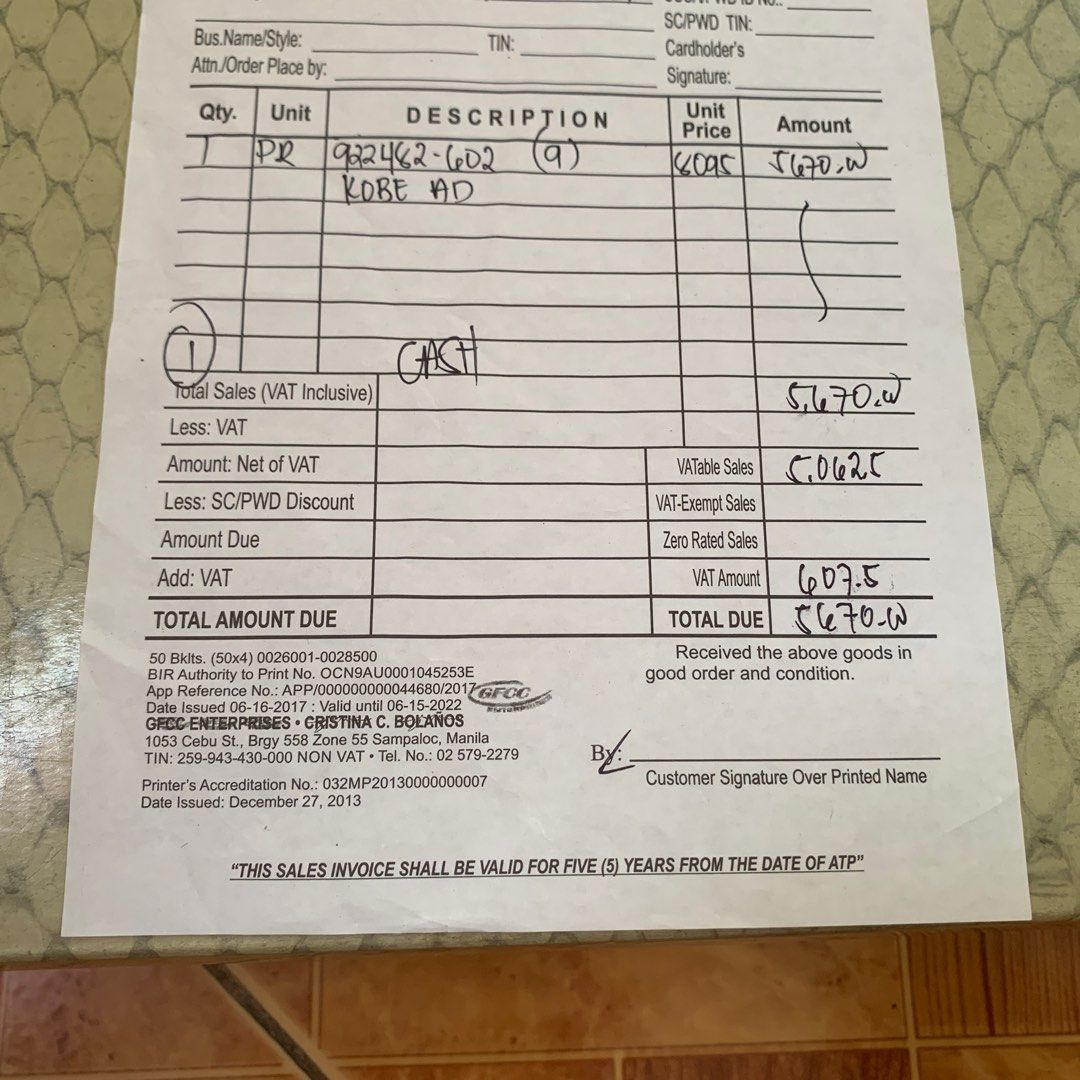 SC/PWD TIN:
Bus.Name/Style: TIN: Cardholder's
Attn./Order Place by: Signature:
Qty. Unit DESCRIPTION Unit Price Amount
1 PR 922482-602 (9) 8095 5670.00
KOBE AD
1 CASH
Total Sales (VAT Inclusive) 5,670.00
Less: VAT
Amount: Net of VAT VATable Sales 5,062.5
Less: SC/PWD Discount VAT-Exempt Sales
Amount Due Zero Rated Sales
Add: VAT VAT Amount 607.5
TOTAL AMOUNT DUE TOTAL DUE 5670.00
50 Bklts. (50x4) 0026001-0028500
BIR Authority to Print No. OCN9AU0001045253E
App Reference No.: APP/000000000044680/2017
Date Issued 06-16-2017 : Valid until 06-15-2022
GFCC
GFCC ENTERPRISES • CRISTINA C. BOLAÑOS
1053 Cebu St., Brgy 558 Zone 55 Sampaloc, Manila
TIN: 259-943-430-000 NON VAT • Tel. No.: 02 579-2279
Printer's Accreditation No.: 032MP20130000000007
Date Issued: December 27, 2013
Received the above goods in
good order and condition.
By:
Customer Signature Over Printed Name
"THIS SALES INVOICE SHALL BE VALID FOR FIVE (5) YEARS FROM THE DATE OF ATP"